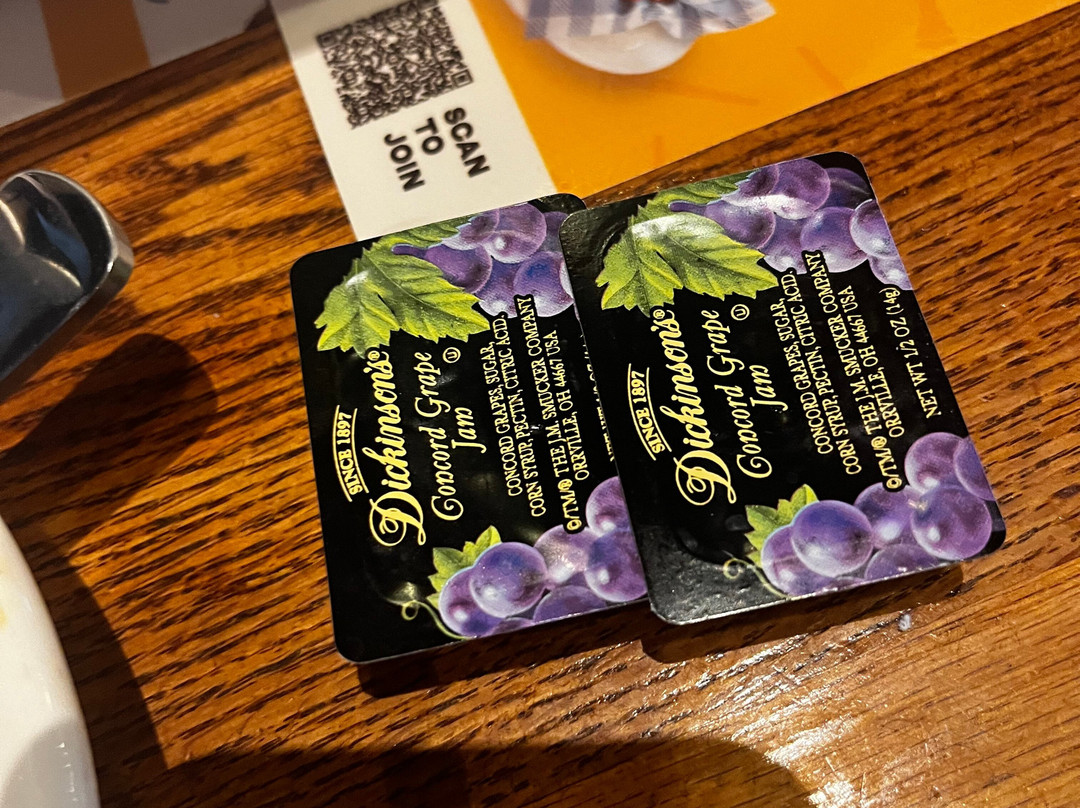 SCAN
TO
JOIN
SINCE 1897
Dickinson's®
Concord Grape
Jam
CONCORD GRAPES, SUGAR,
CORN SYRUP, PECTIN, CITRIC ACID.
©/TM/® THE J.M. SMUCKER COMPANY
ORRVILLE, OH 44667 USA
SINCE 1897
Dickinson's®
Concord Grape
Jam
CONCORD GRAPES, SUGAR,
CORN SYRUP, PECTIN, CITRIC ACID.
©/TM/® THE J.M. SMUCKER COMPANY
ORRVILLE, OH 44667 USA
NET WT 1/2 OZ (14g)